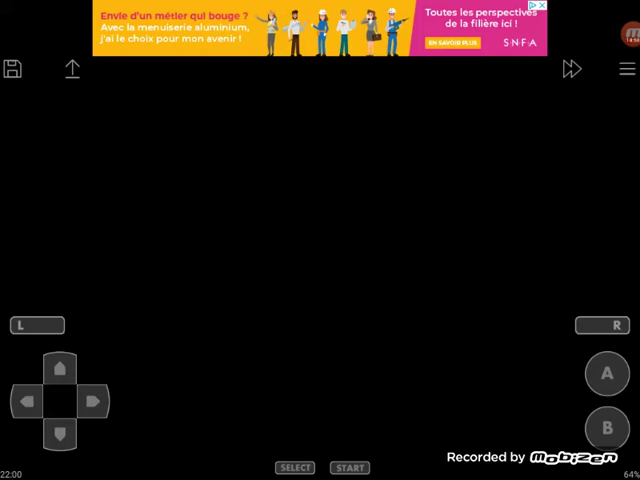 Envie d'un métier qui bouge ?
Avec la menuiserie aluminium,
j'ai le choix pour mon avenir !
Toutes les perspectives
de la filière ici !
EN SAVOIR PLUS
S·N·F·A
L
R
A
B
Recorded by mobizen
SELECT
START
22:00
64%